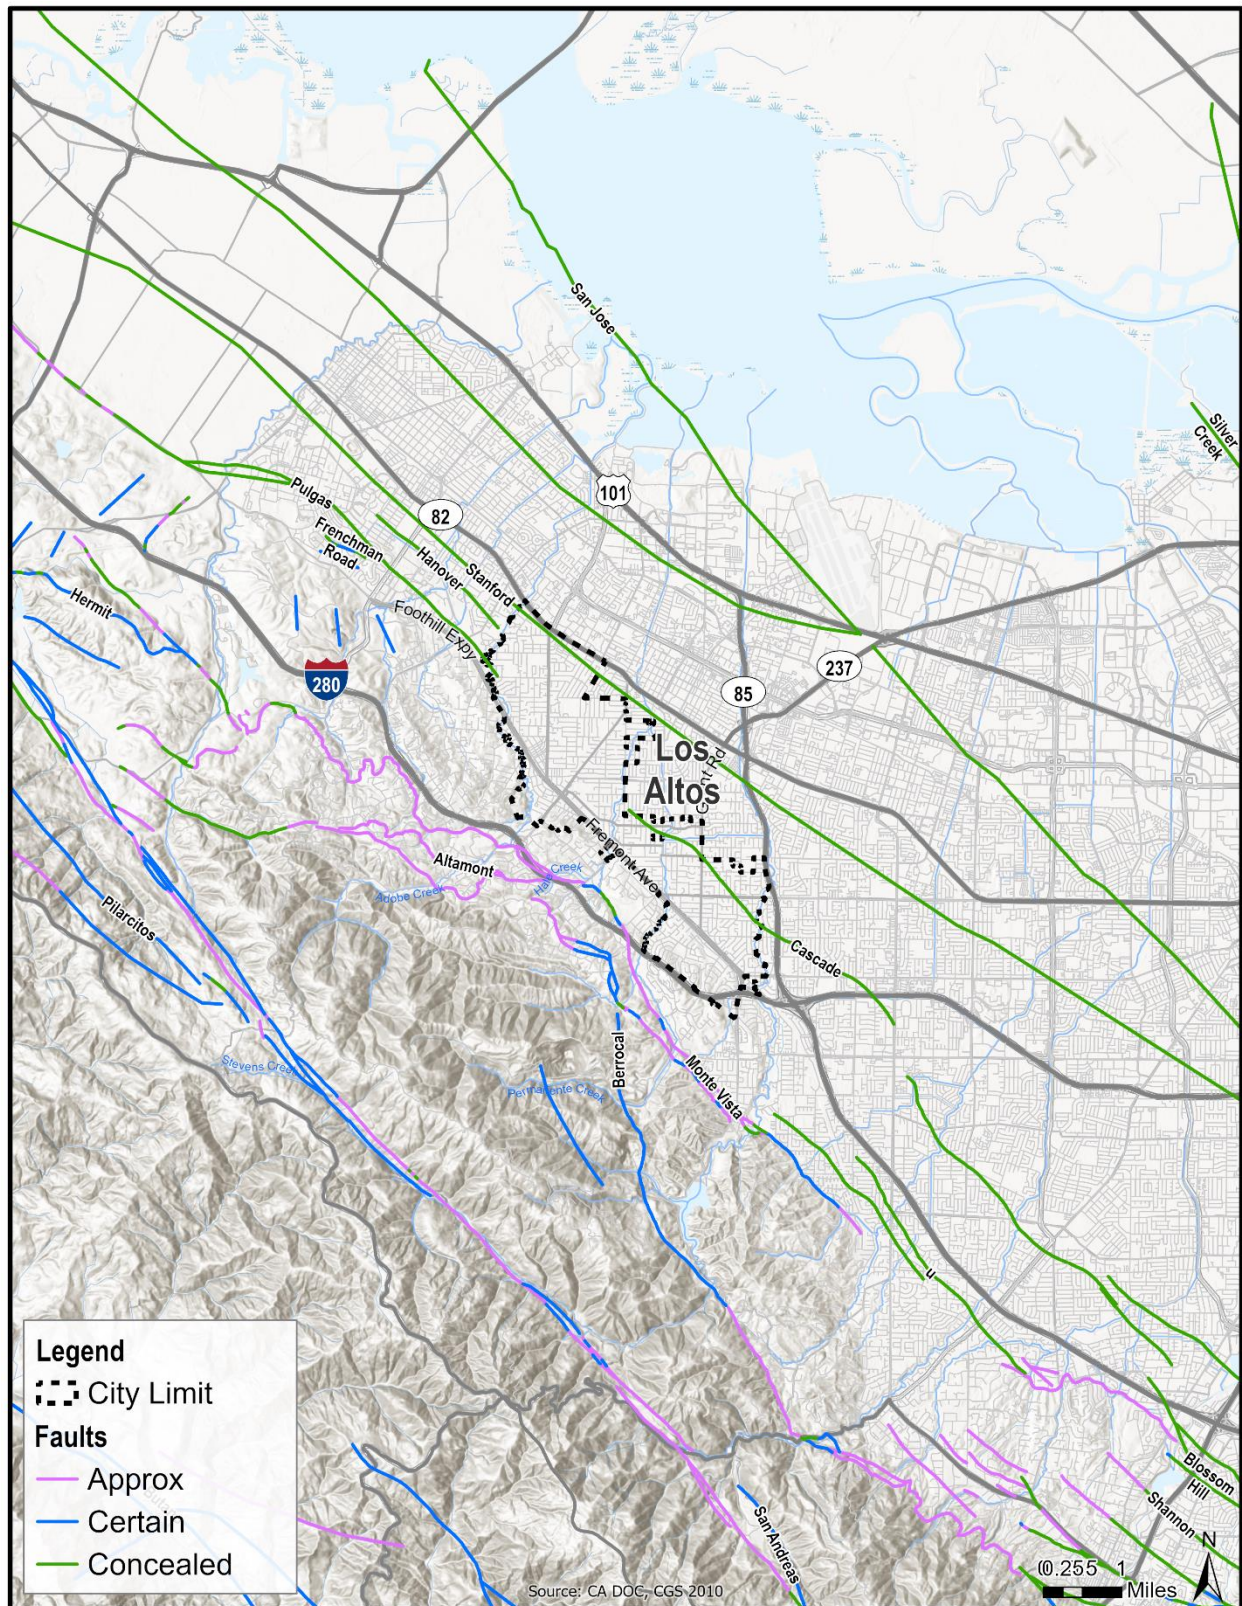 San Jose
Silver
Creek
101
Pulgas
82
Frenchman
Road
Hanover
Stanford
Hermit
Foothill Expy
237
280
85
Los
Altos
Grant Rd
Fremont Ave
Altamont
Hale Creek
Adobe Creek
Pilarcitos
Cascade
Berrocal
Stevens Creek
Monte Vista
Permanente Creek
u
Legend
City Limit
Faults
Approx
Certain
Concealed
Blossom
Hill
Shannon
San Andreas
N
0.255 1
Miles
Source: CA DOC, CGS 2010